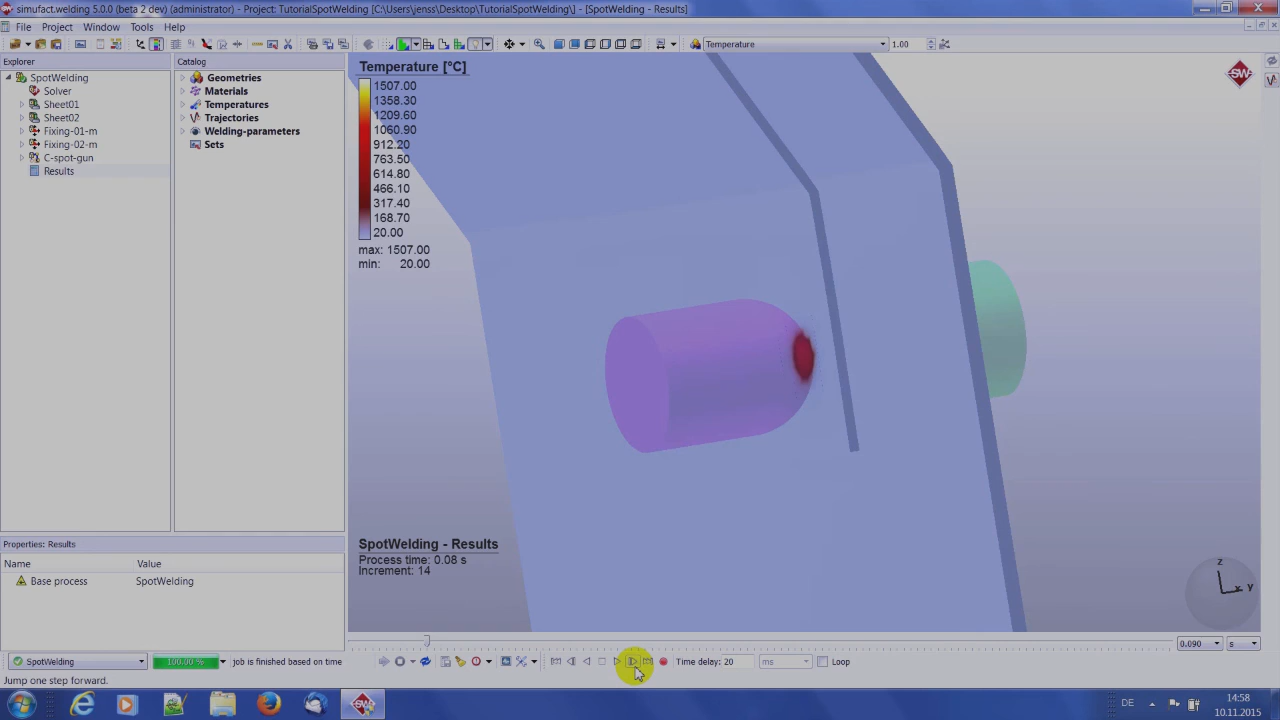 simufact.welding 5.0.0 (beta 2 dev) (administrator) - Project: TutorialSpotWelding [C:\Users\jenss\Desktop\TutorialSpotWelding\] - [SpotWelding - Results]
File Project Window Tools Help
Temperature 1.00
Explorer
SpotWelding
Solver
Sheet01
Sheet02
Fixing-01-m
Fixing-02-m
C-spot-gun
Results
Catalog
Geometries
Materials
Temperatures
Trajectories
Welding-parameters
Sets
Temperature [°C]
1507.00
1358.30
1209.60
1060.90
912.20
763.50
614.80
466.10
317.40
168.70
20.00
max: 1507.00
min: 20.00
SW
SpotWelding - Results
Process time: 0.08 s
Increment: 14
z
x y
Properties: Results
Name Value
Base process SpotWelding
0.090 s
SpotWelding 100.00 % job is finished based on time Time delay: 20 ms Loop
Jump one step forward.
DE 14:58
10.11.2015